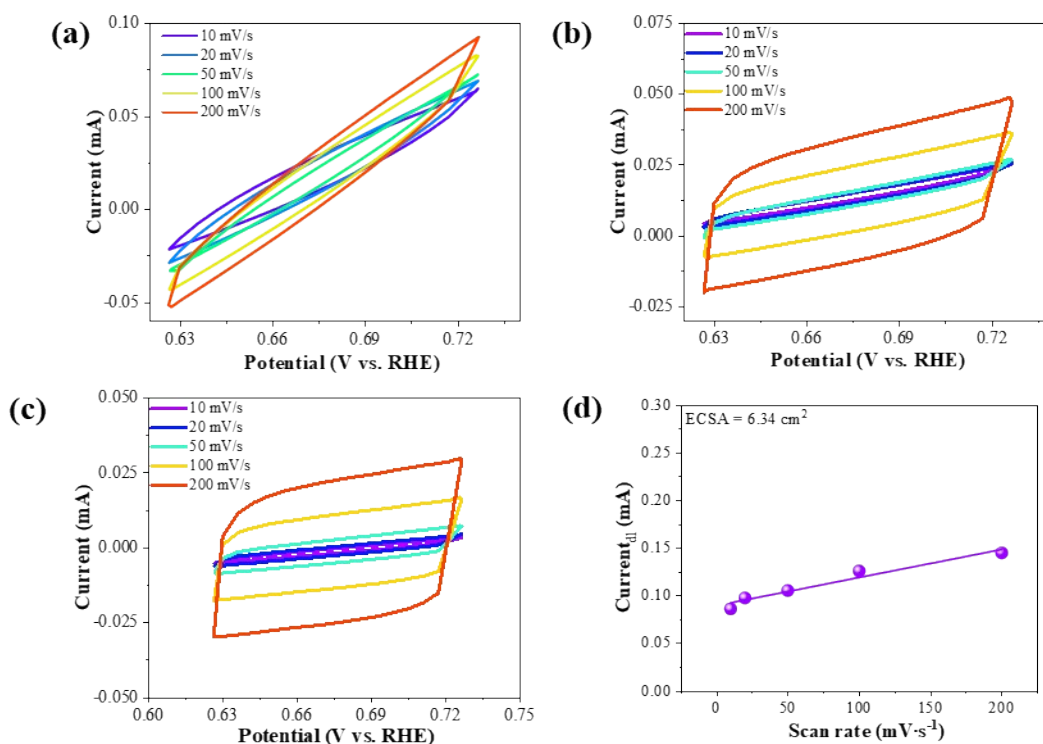 (a)
10 mV/s
20 mV/s
50 mV/s
100 mV/s
200 mV/s
0.10
0.05
0.00
-0.05
Current (mA)
0.63
0.66
0.69
0.72
Potential (V vs. RHE)
(b)
10 mV/s
20 mV/s
50 mV/s
100 mV/s
200 mV/s
0.075
0.050
0.025
0.000
-0.025
Current (mA)
0.63
0.66
0.69
0.72
Potential (V vs. RHE)
(c)
10 mV/s
20 mV/s
50 mV/s
100 mV/s
200 mV/s
0.050
0.025
0.000
-0.025
-0.050
Current (mA)
0.60
0.63
0.66
0.69
0.72
0.75
Potential (V vs. RHE)
(d)
ECSA = 6.34 cm²
0.30
0.25
0.20
0.15
0.10
0.05
0.00
Current_dl (mA)
0
50
100
150
200
Scan rate (mV·s⁻¹)